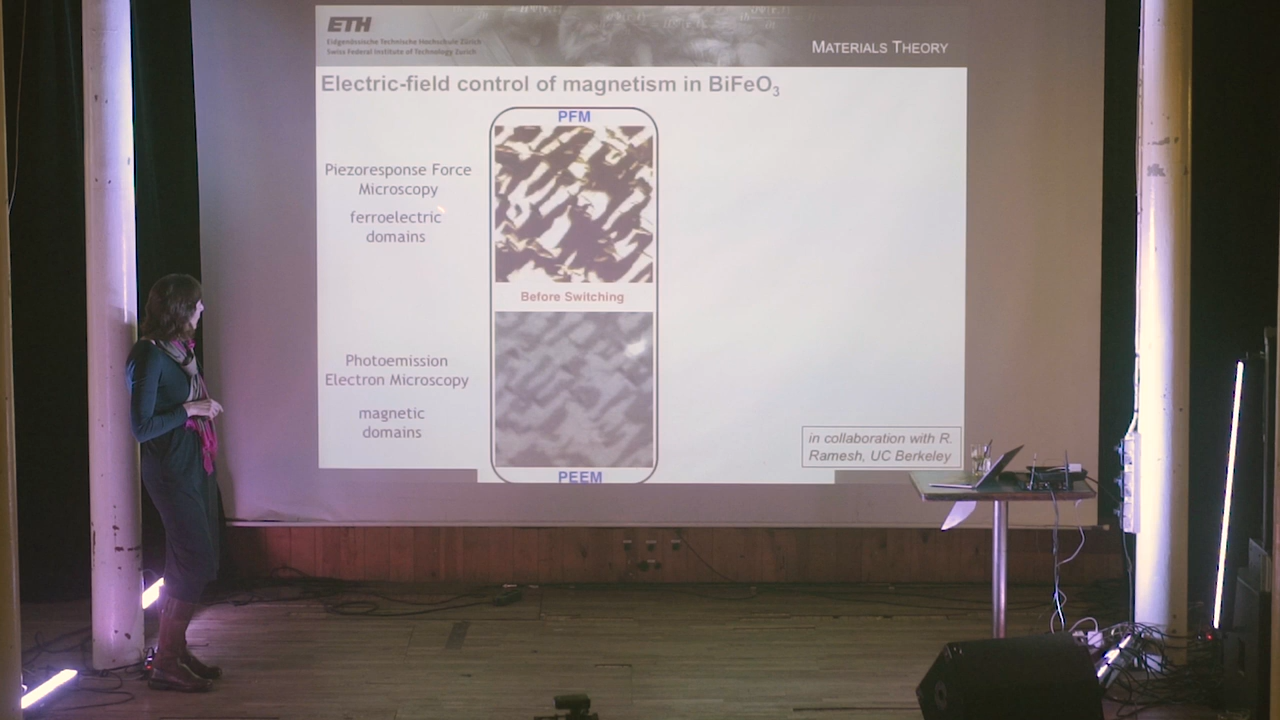 ETH
Eidgenössische Technische Hochschule Zürich
Swiss Federal Institute of Technology Zurich
MATERIALS THEORY
Electric-field control of magnetism in BiFeO3
PFM
Piezoresponse Force
Microscopy
ferroelectric
domains
Before Switching
Photoemission
Electron Microscopy
magnetic
domains
PEEM
in collaboration with R.
Ramesh, UC Berkeley